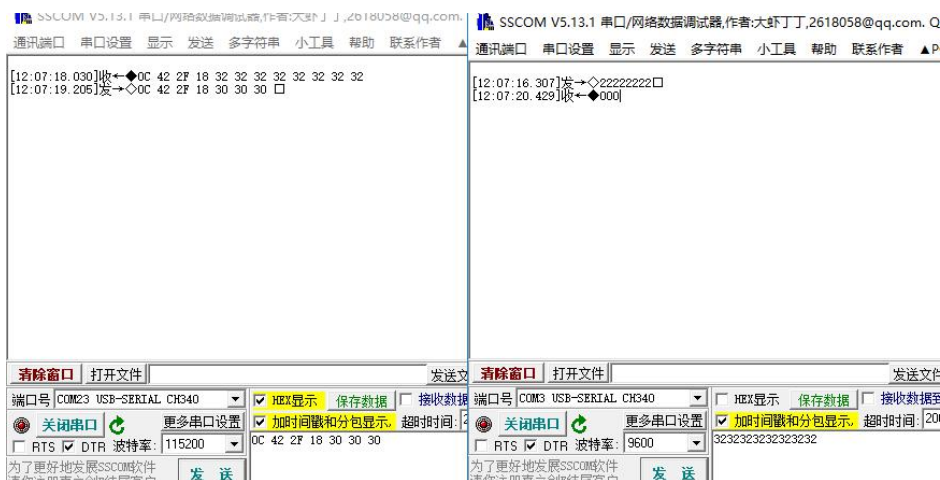 SSCOM V5.13.1 串口/网络数据调试器,作者:大虾丁丁,2618058@qq.com.
通讯端口 串口设置 显示 发送 多字符串 小工具 帮助 联系作者 ▲
[12:07:18.030]收←◆0C 42 2F 18 32 32 32 32 32 32 32 32
[12:07:19.205]发→◇0C 42 2F 18 30 30 30 □
清除窗口 打开文件 发送文
端口号 COM23 USB-SERIAL CH340 HEX显示 保存数据 接收数据
关闭串口 更多串口设置 加时间戳和分包显示, 超时时间: 2
RTS DTR 波特率: 115200 0C 42 2F 18 30 30 30
为了更好地发展SSCOM软件
发 送
SSCOM V5.13.1 串口/网络数据调试器,作者:大虾丁丁,2618058@qq.com. Q
通讯端口 串口设置 显示 发送 多字符串 小工具 帮助 联系作者 ▲P
[12:07:16.307]发→◇22222222□
[12:07:20.429]收←◆000
清除窗口 打开文件 发送文件
端口号 COM3 USB-SERIAL CH340 HEX显示 保存数据 接收数据到
关闭串口 更多串口设置 加时间戳和分包显示, 超时时间: 20
RTS DTR 波特率: 9600 3232323232323232
为了更好地发展SSCOM软件
发 送